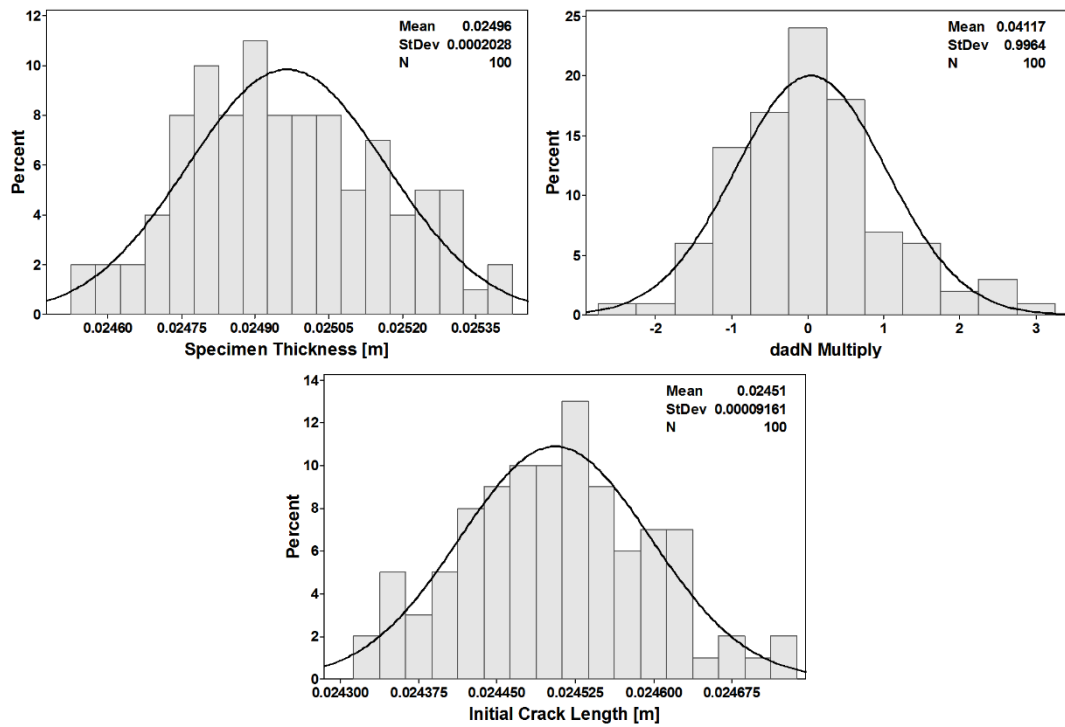 12
10
8
6
4
2
0
Percent
Mean 0.02496
StDev 0.0002028
N 100
0.02460 0.02475 0.02490 0.02505 0.02520 0.02535
Specimen Thickness [m]
25
20
15
10
5
0
Percent
Mean 0.04117
StDev 0.9964
N 100
-2 -1 0 1 2 3
dadN Multiply
14
12
10
8
6
4
2
0
Percent
Mean 0.02451
StDev 0.00009161
N 100
0.024300 0.024375 0.024450 0.024525 0.024600 0.024675
Initial Crack Length [m]